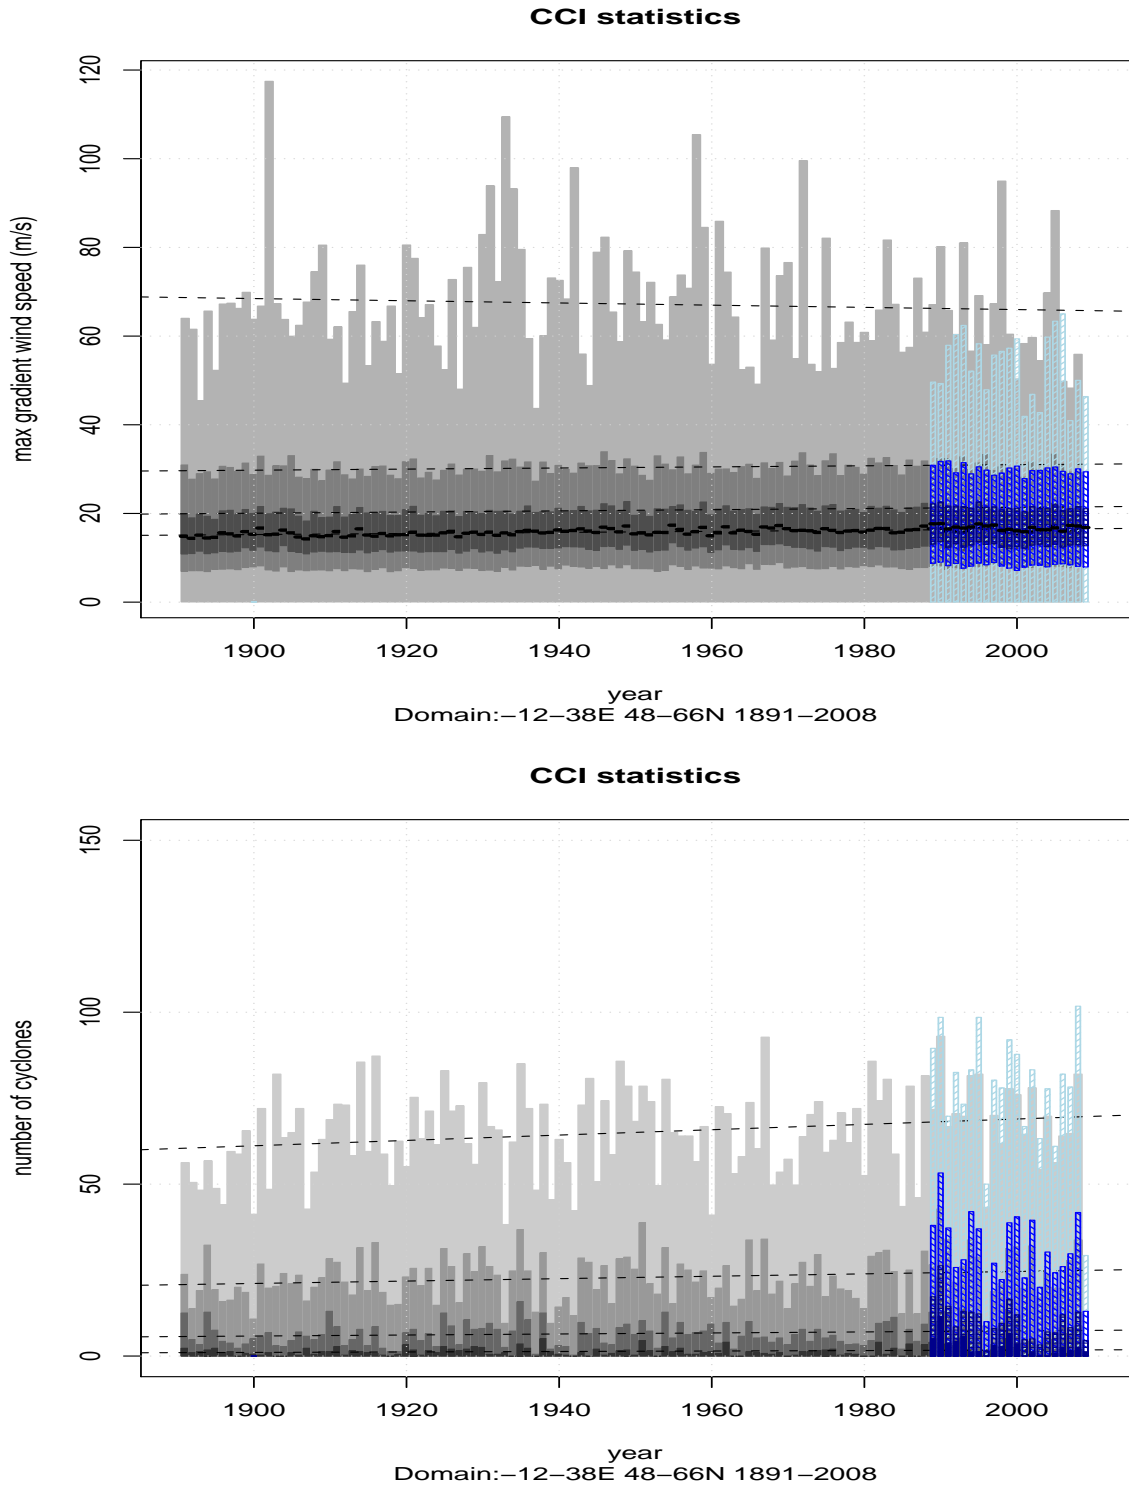 CCI statistics
max gradient wind speed (m/s)
120
100
80
60
40
20
0
1900 1920 1940 1960 1980 2000
year
Domain:−12−38E 48−66N 1891−2008
CCI statistics
number of cyclones
150
100
50
0
1900 1920 1940 1960 1980 2000
year
Domain:−12−38E 48−66N 1891−2008